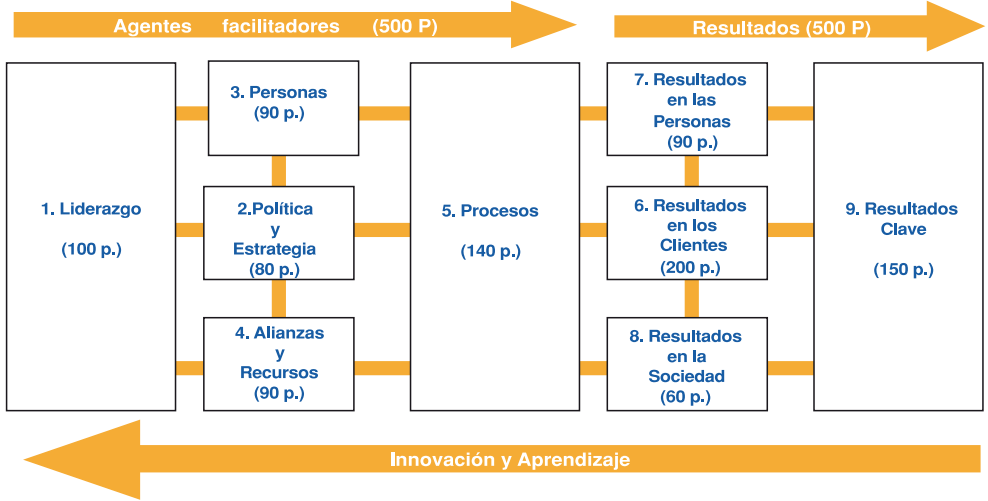 Agentes facilitadores (500 P)
Resultados (500 P)
1. Liderazgo
(100 p.)
3. Personas
(90 p.)
2.Política
y
Estrategia
(80 p.)
4. Alianzas
y
Recursos
(90 p.)
5. Procesos
(140 p.)
7. Resultados
en las
Personas
(90 p.)
6. Resultados
en los
Clientes
(200 p.)
8. Resultados
en la
Sociedad
(60 p.)
9. Resultados
Clave
(150 p.)
Innovación y Aprendizaje